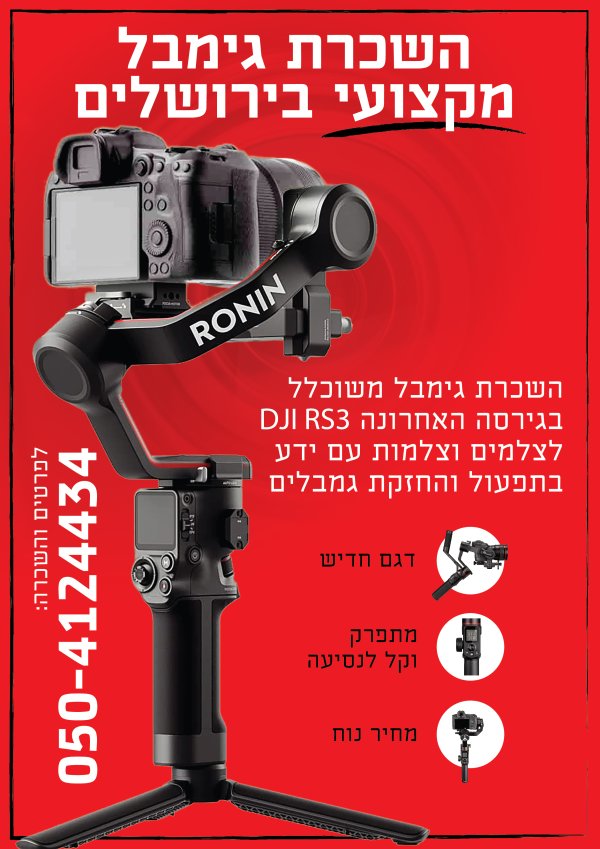 השכרת גימבל
מקצועי בירושלים
RONIN
השכרת גימבל משוכלל
בגירסה האחרונה DJI RS3
לצלמים וצלמות עם ידע
בתפעול והחזקת גמבלים
דגם חדיש
מתפרק
וקל לנסיעה
מחיר נוח
לפרטים והשכרה:
050-4124434